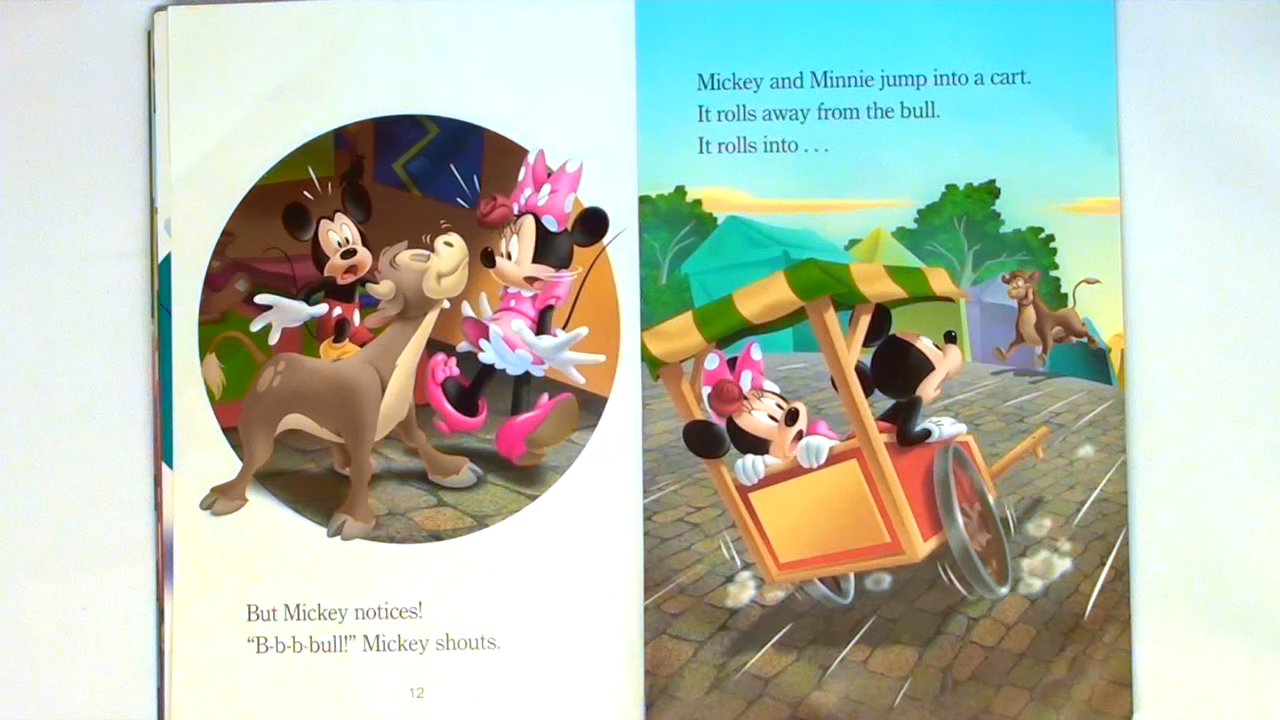 But Mickey notices!
“B-b-b-bull!” Mickey shouts.
12
Mickey and Minnie jump into a cart.
It rolls away from the bull.
It rolls into . . .